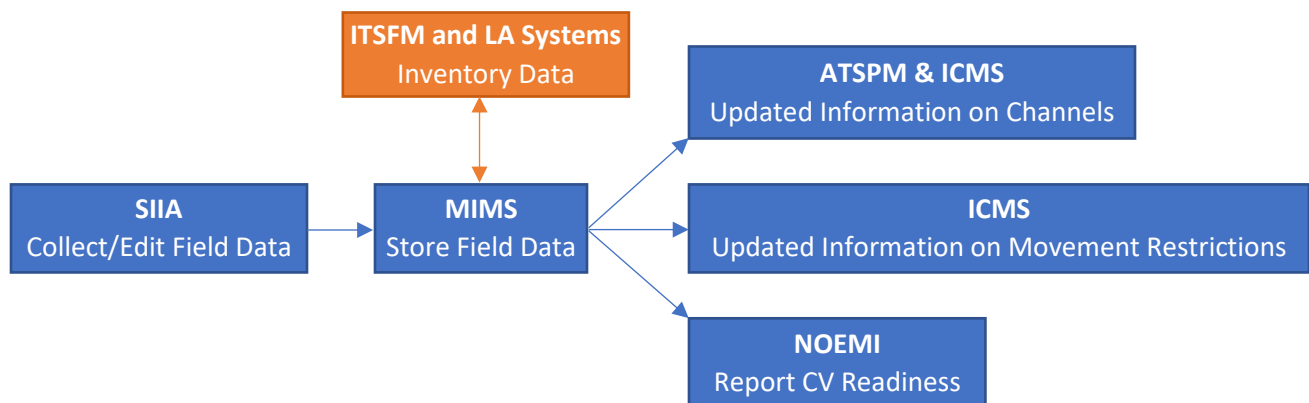 ITSFM and LA Systems
Inventory Data
ATSPM & ICMS
Updated Information on Channels
SIIA
Collect/Edit Field Data
MIMS
Store Field Data
ICMS
Updated Information on Movement Restrictions
NOEMI
Report CV Readiness